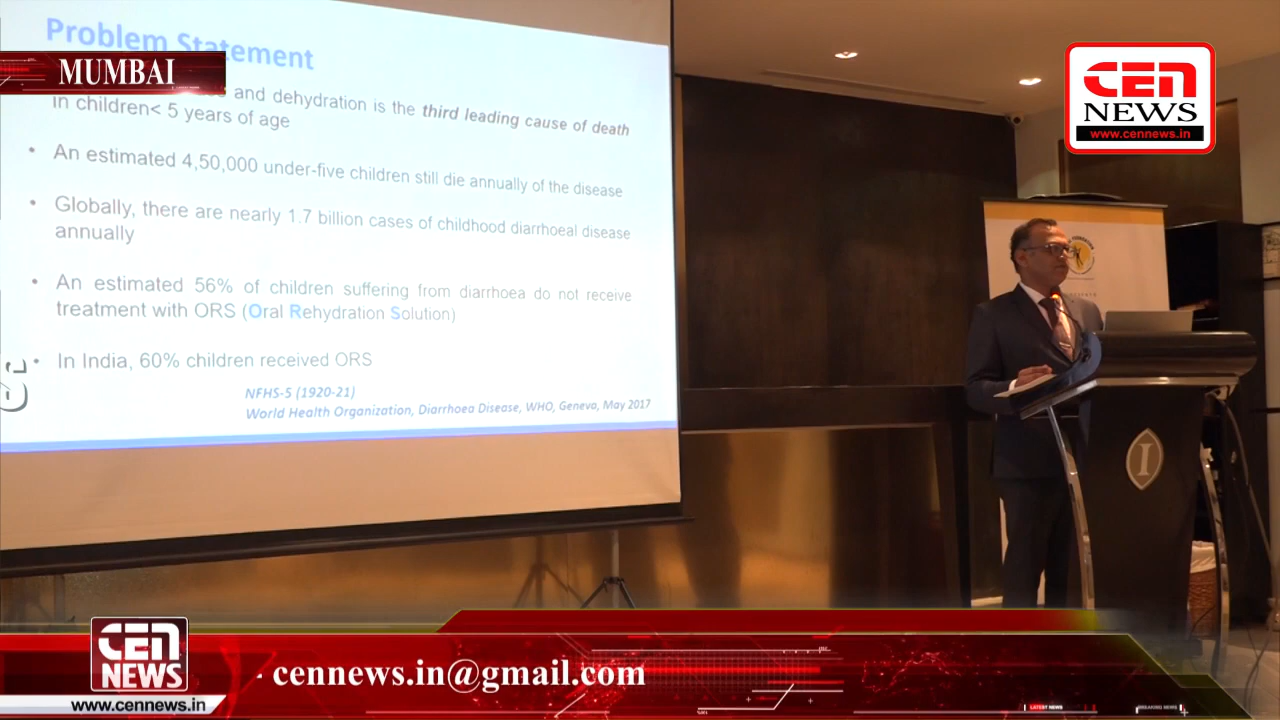 Problem Statement
MUMBAI
and dehydration is the third leading cause of death
in children< 5 years of age
• An estimated 4,50,000 under-five children still die annually of the disease
• Globally, there are nearly 1.7 billion cases of childhood diarrhoeal disease
annually
• An estimated 56% of children suffering from diarrhoea do not receive
treatment with ORS (Oral Rehydration Solution)
• In India, 60% children received ORS
NFHS-5 (1920-21)
World Health Organization, Diarrhoea Disease, WHO, Geneva, May 2017
CEN
NEWS
www.cennews.in
I
CEN
NEWS
www.cennews.in
- cennews.in@gmail.com
LATEST NEWS
BREAKING NEWS